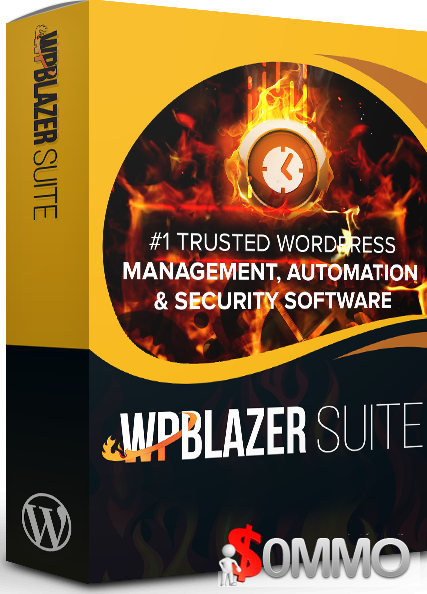 WPBLAZER SUITE
#1 TRUSTED WORDPRESS
MANAGEMENT, AUTOMATION
& SECURITY SOFTWARE
WPBLAZER SUITE
$OMMO